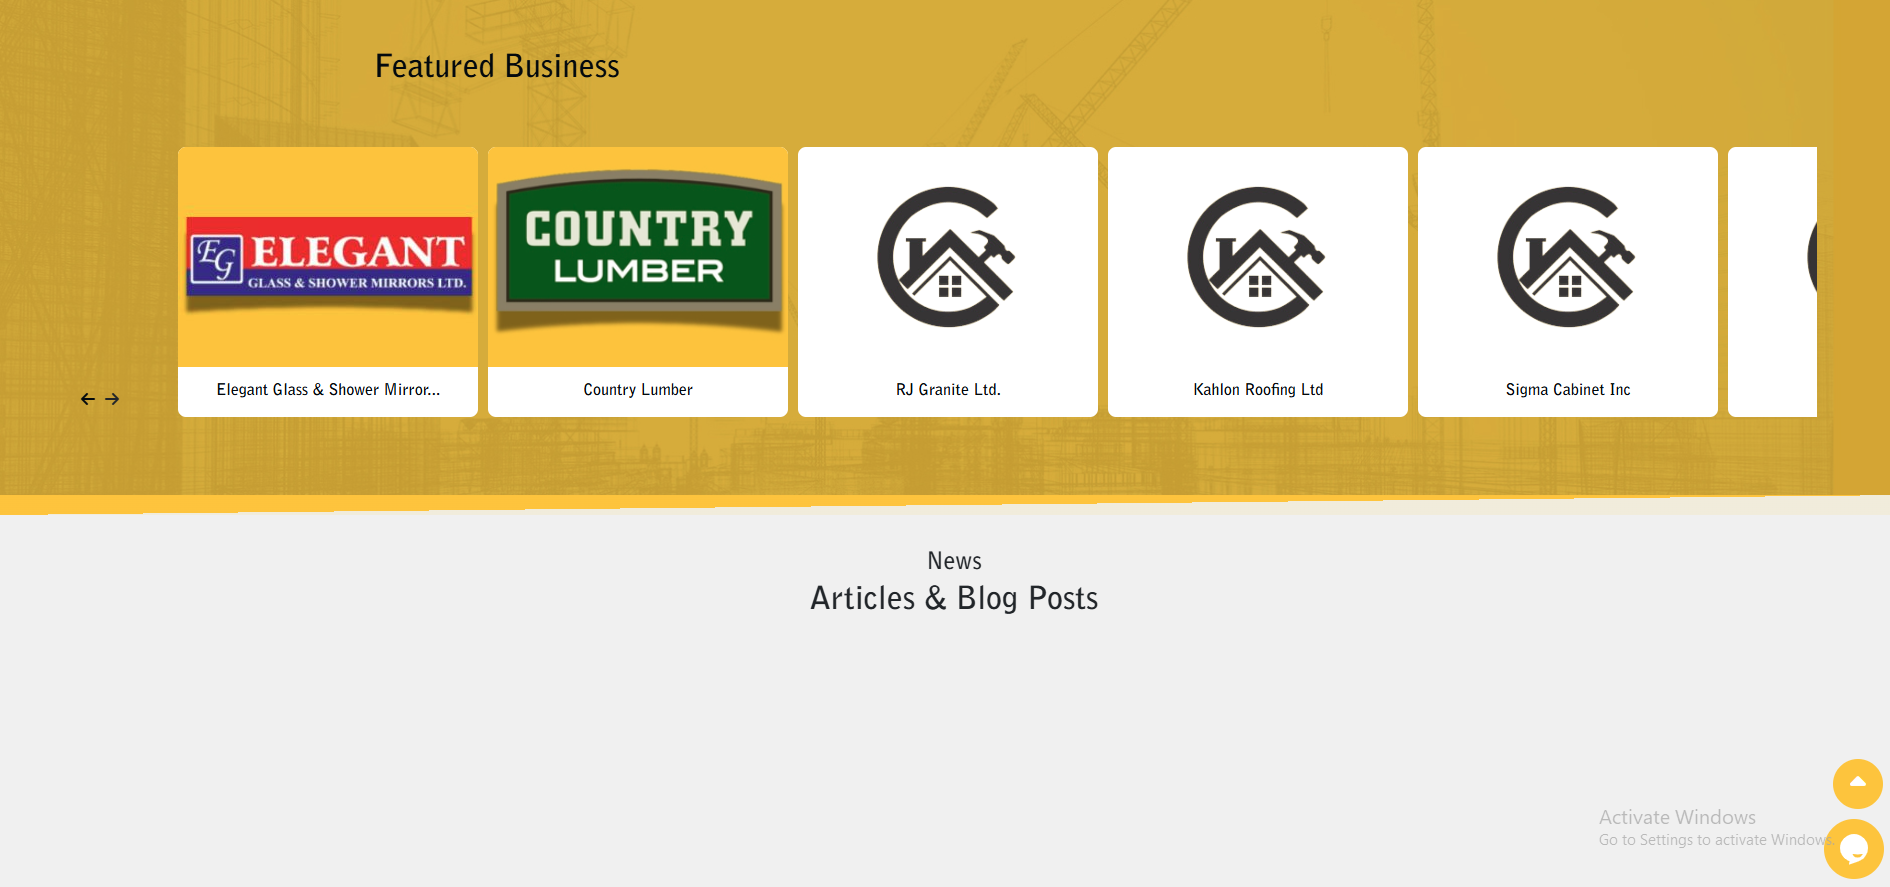 Featured Business
EG
ELEGANT
GLASS & SHOWER MIRRORS LTD.
COUNTRY
LUMBER
Elegant Glass & Shower Mirror...
Country Lumber
RJ Granite Ltd.
Kahlon Roofing Ltd
Sigma Cabinet Inc
News
Articles & Blog Posts
Activate Windows
Go to Settings to activate Windows.